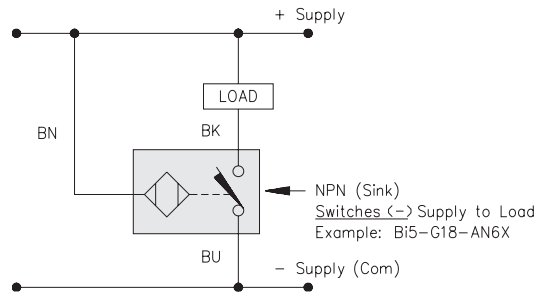 + Supply
LOAD
BN
BK
NPN (Sink)
Switches (-) Supply to Load
Example: Bi5-G18-AN6X
BU
- Supply (Com)